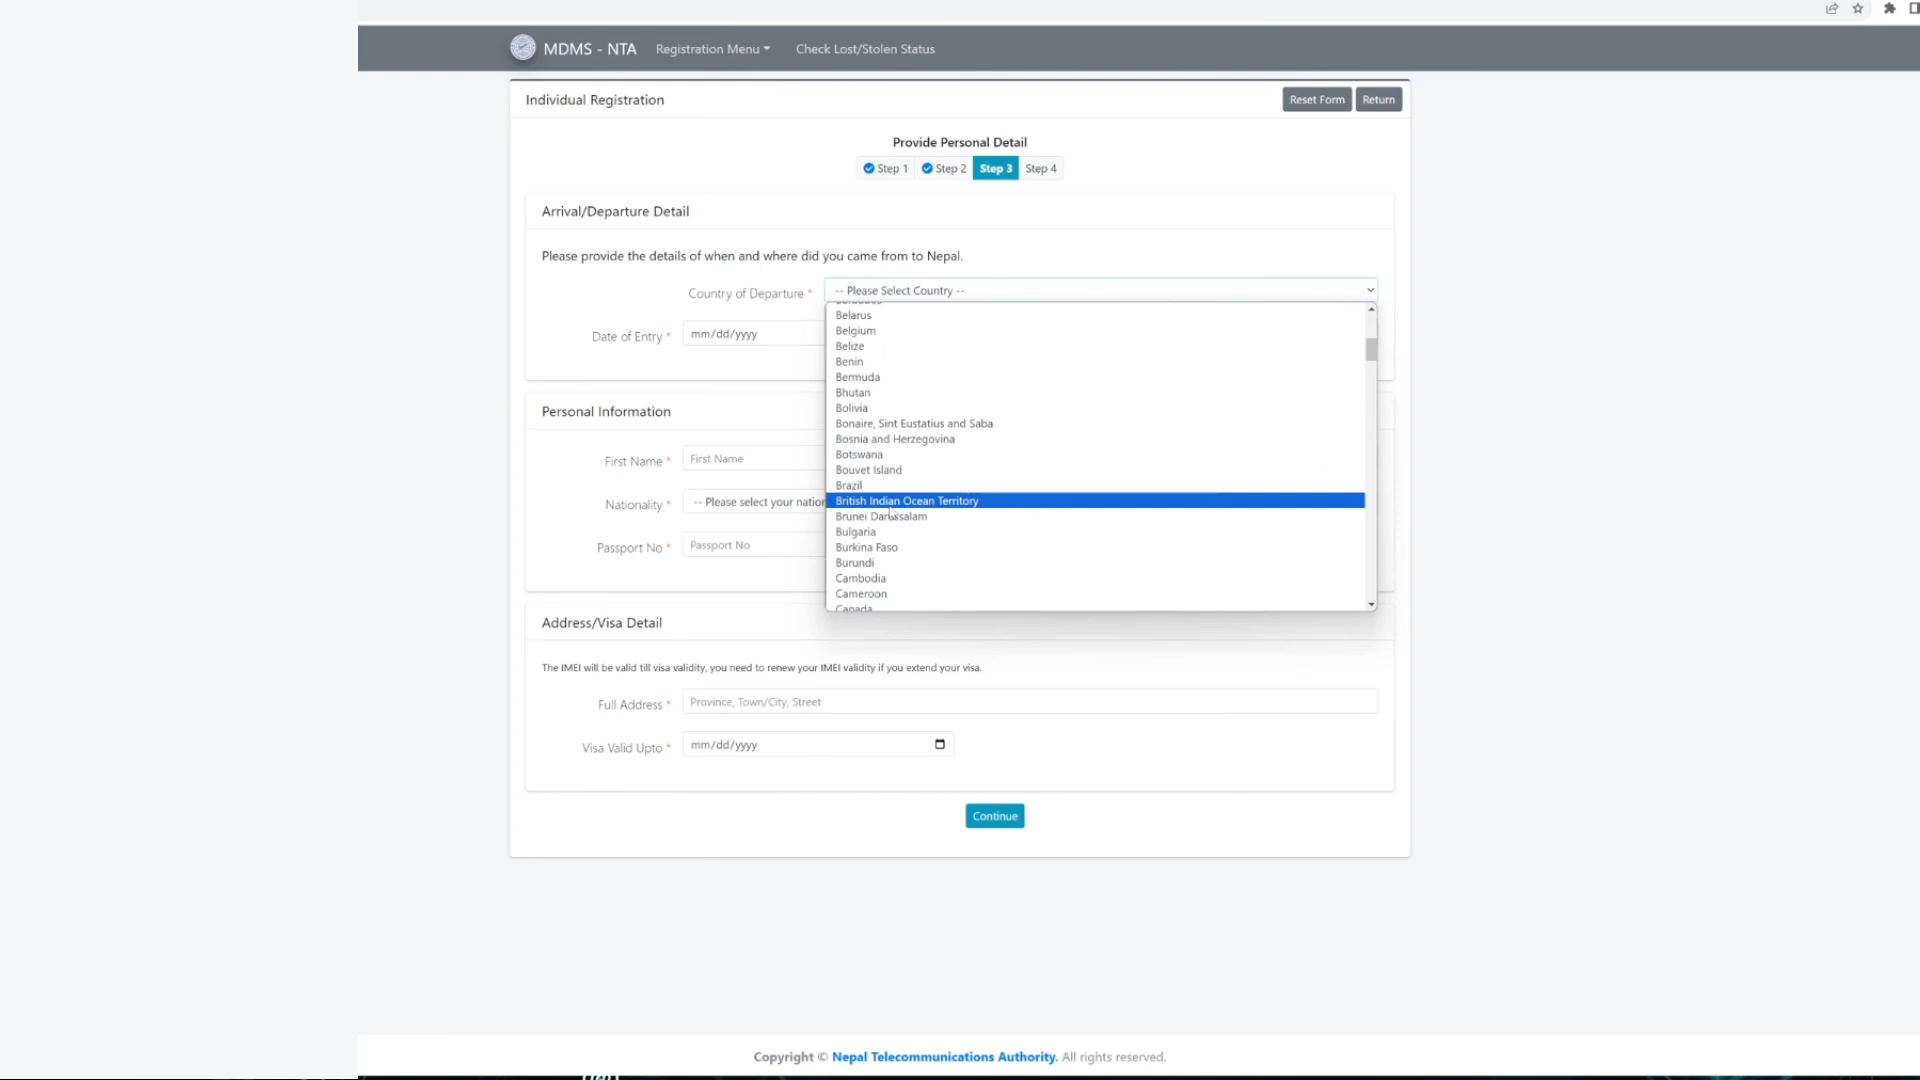 MDMS - NTA Registration Menu Check Lost/Stolen Status
Individual Registration Reset Form Return
Provide Personal Detail
Step 1 Step 2 Step 3 Step 4
Arrival/Departure Detail
Please provide the details of when and where did you came from to Nepal.
Country of Departure * -- Please Select Country --
Belarus
Date of Entry * mm/dd/yyyy
Belgium
Belize
Benin
Bermuda
Bhutan
Bolivia
Bonaire, Sint Eustatius and Saba
Bosnia and Herzegovina
Botswana
Bouvet Island
Brazil
British Indian Ocean Territory
Brunei Darussalam
Bulgaria
Burkina Faso
Burundi
Cambodia
Cameroon
Canada
Personal Information
First Name * First Name
Nationality * -- Please select your nation
Passport No * Passport No
Address/Visa Detail
The IMEI will be valid till visa validity, you need to renew your IMEI validity if you extend your visa.
Full Address * Province, Town/City, Street
Visa Valid Upto * mm/dd/yyyy
Continue
Copyright © Nepal Telecommunications Authority. All rights reserved.